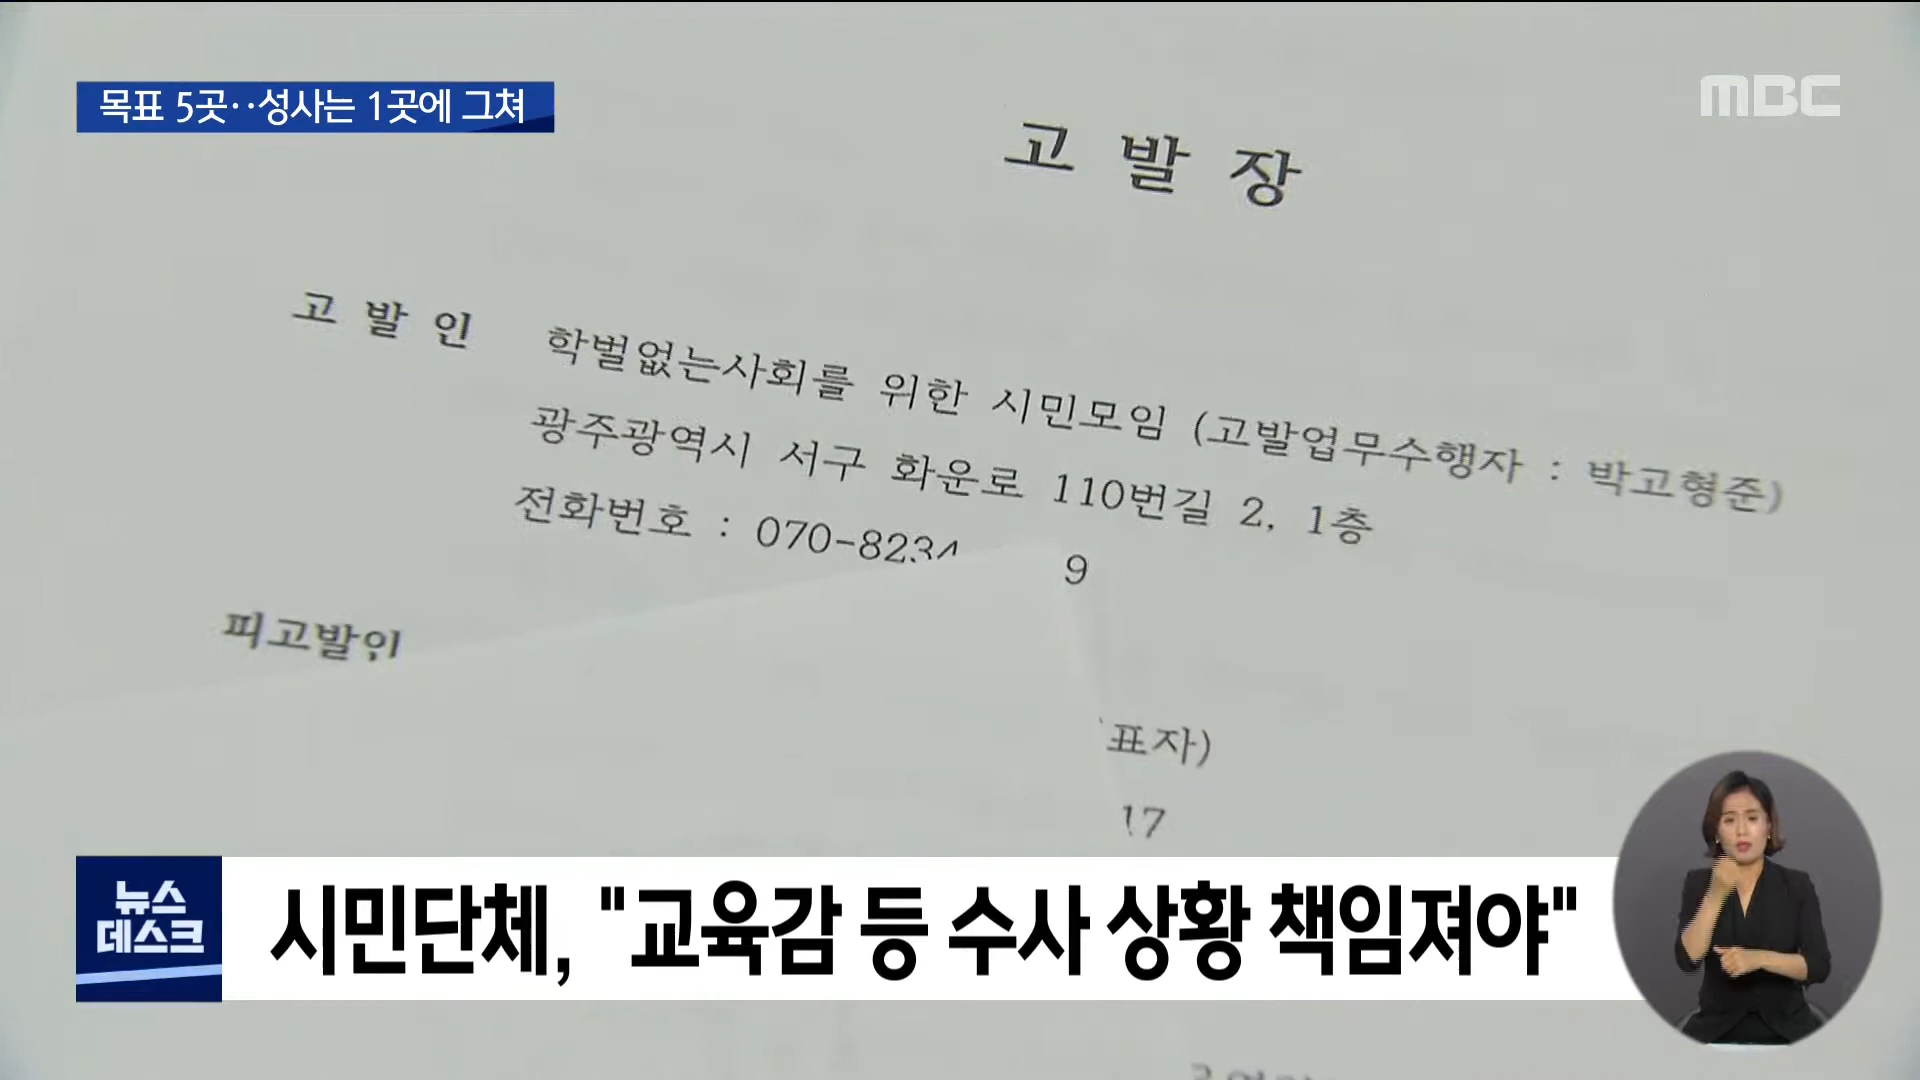 목표 5곳··성사는 1곳에 그쳐
MBC
고 발 장
고 발 인 학벌없는사회를 위한 시민모임 (고발업무수행자 : 박고형준)
광주광역시 서구 화운로 110번길 2, 1층
전화번호 : 070-8234 9
피고발인
표자)
17
뉴스
데스크
시민단체, "교육감 등 수사 상황 책임져야"